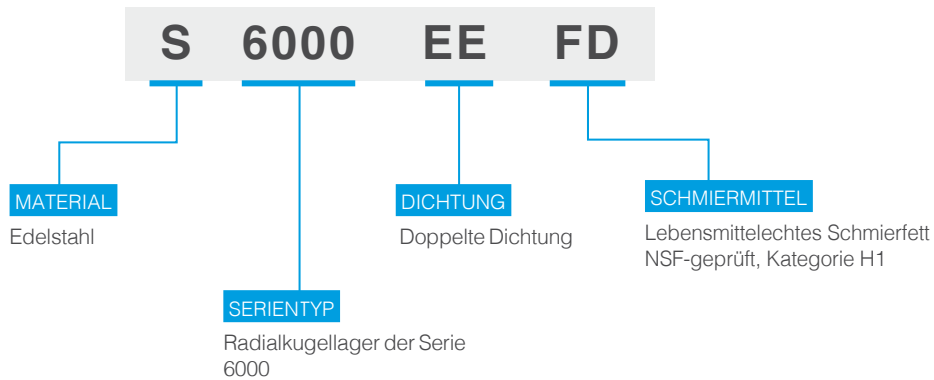 S 6000 EE FD
MATERIAL
Edelstahl
SERIENTYP
Radialkugellager der Serie
6000
DICHTUNG
Doppelte Dichtung
SCHMIERMITTEL
Lebensmittelechtes Schmierfett
NSF-geprüft, Kategorie H1